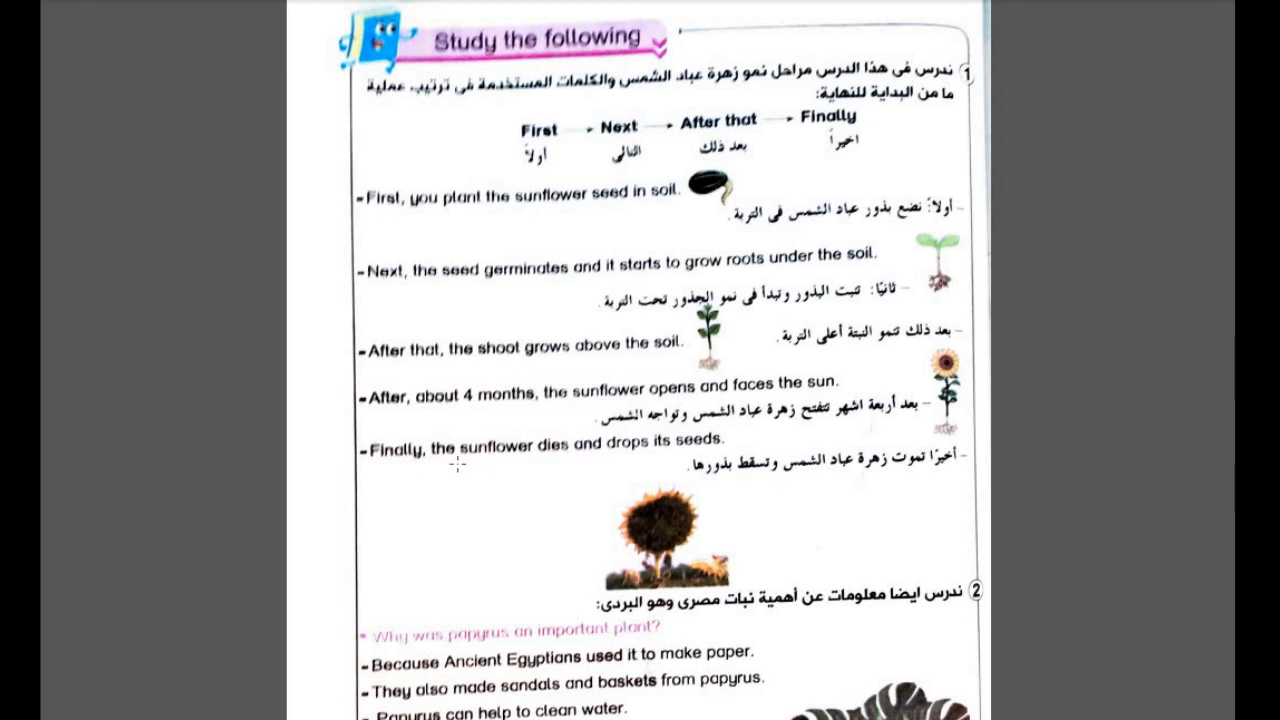 Study the following
① ندرس فى هذا الدرس مراحل نمو زهرة عباد الشمس والكلمات المستخدمة فى ترتيب عملية
ما من البداية للنهاية:
First → Next → After that → Finally
أولاً التالى بعد ذلك اخيراً
- First, you plant the sunflower seed in soil.
- أولاً: نضع بذور عباد الشمس فى التربة.
- Next, the seed germinates and it starts to grow roots under the soil.
- ثانيًا: تنبت البذور وتبدأ فى نمو الجذور تحت التربة.
- After that, the shoot grows above the soil.
- بعد ذلك تنمو النبتة أعلى التربة.
- After, about 4 months, the sunflower opens and faces the sun.
- بعد أربعة اشهر تتفتح زهرة عباد الشمس وتواجه الشمس.
- Finally, the sunflower dies and drops its seeds.
- أخيرًا تموت زهرة عباد الشمس وتسقط بذورها.
② ندرس ايضا معلومات عن أهمية نبات مصرى وهو البردى:
* Why was papyrus an important plant?
- Because Ancient Egyptians used it to make paper.
- They also made sandals and baskets from papyrus.
- Papyrus can help to clean water.